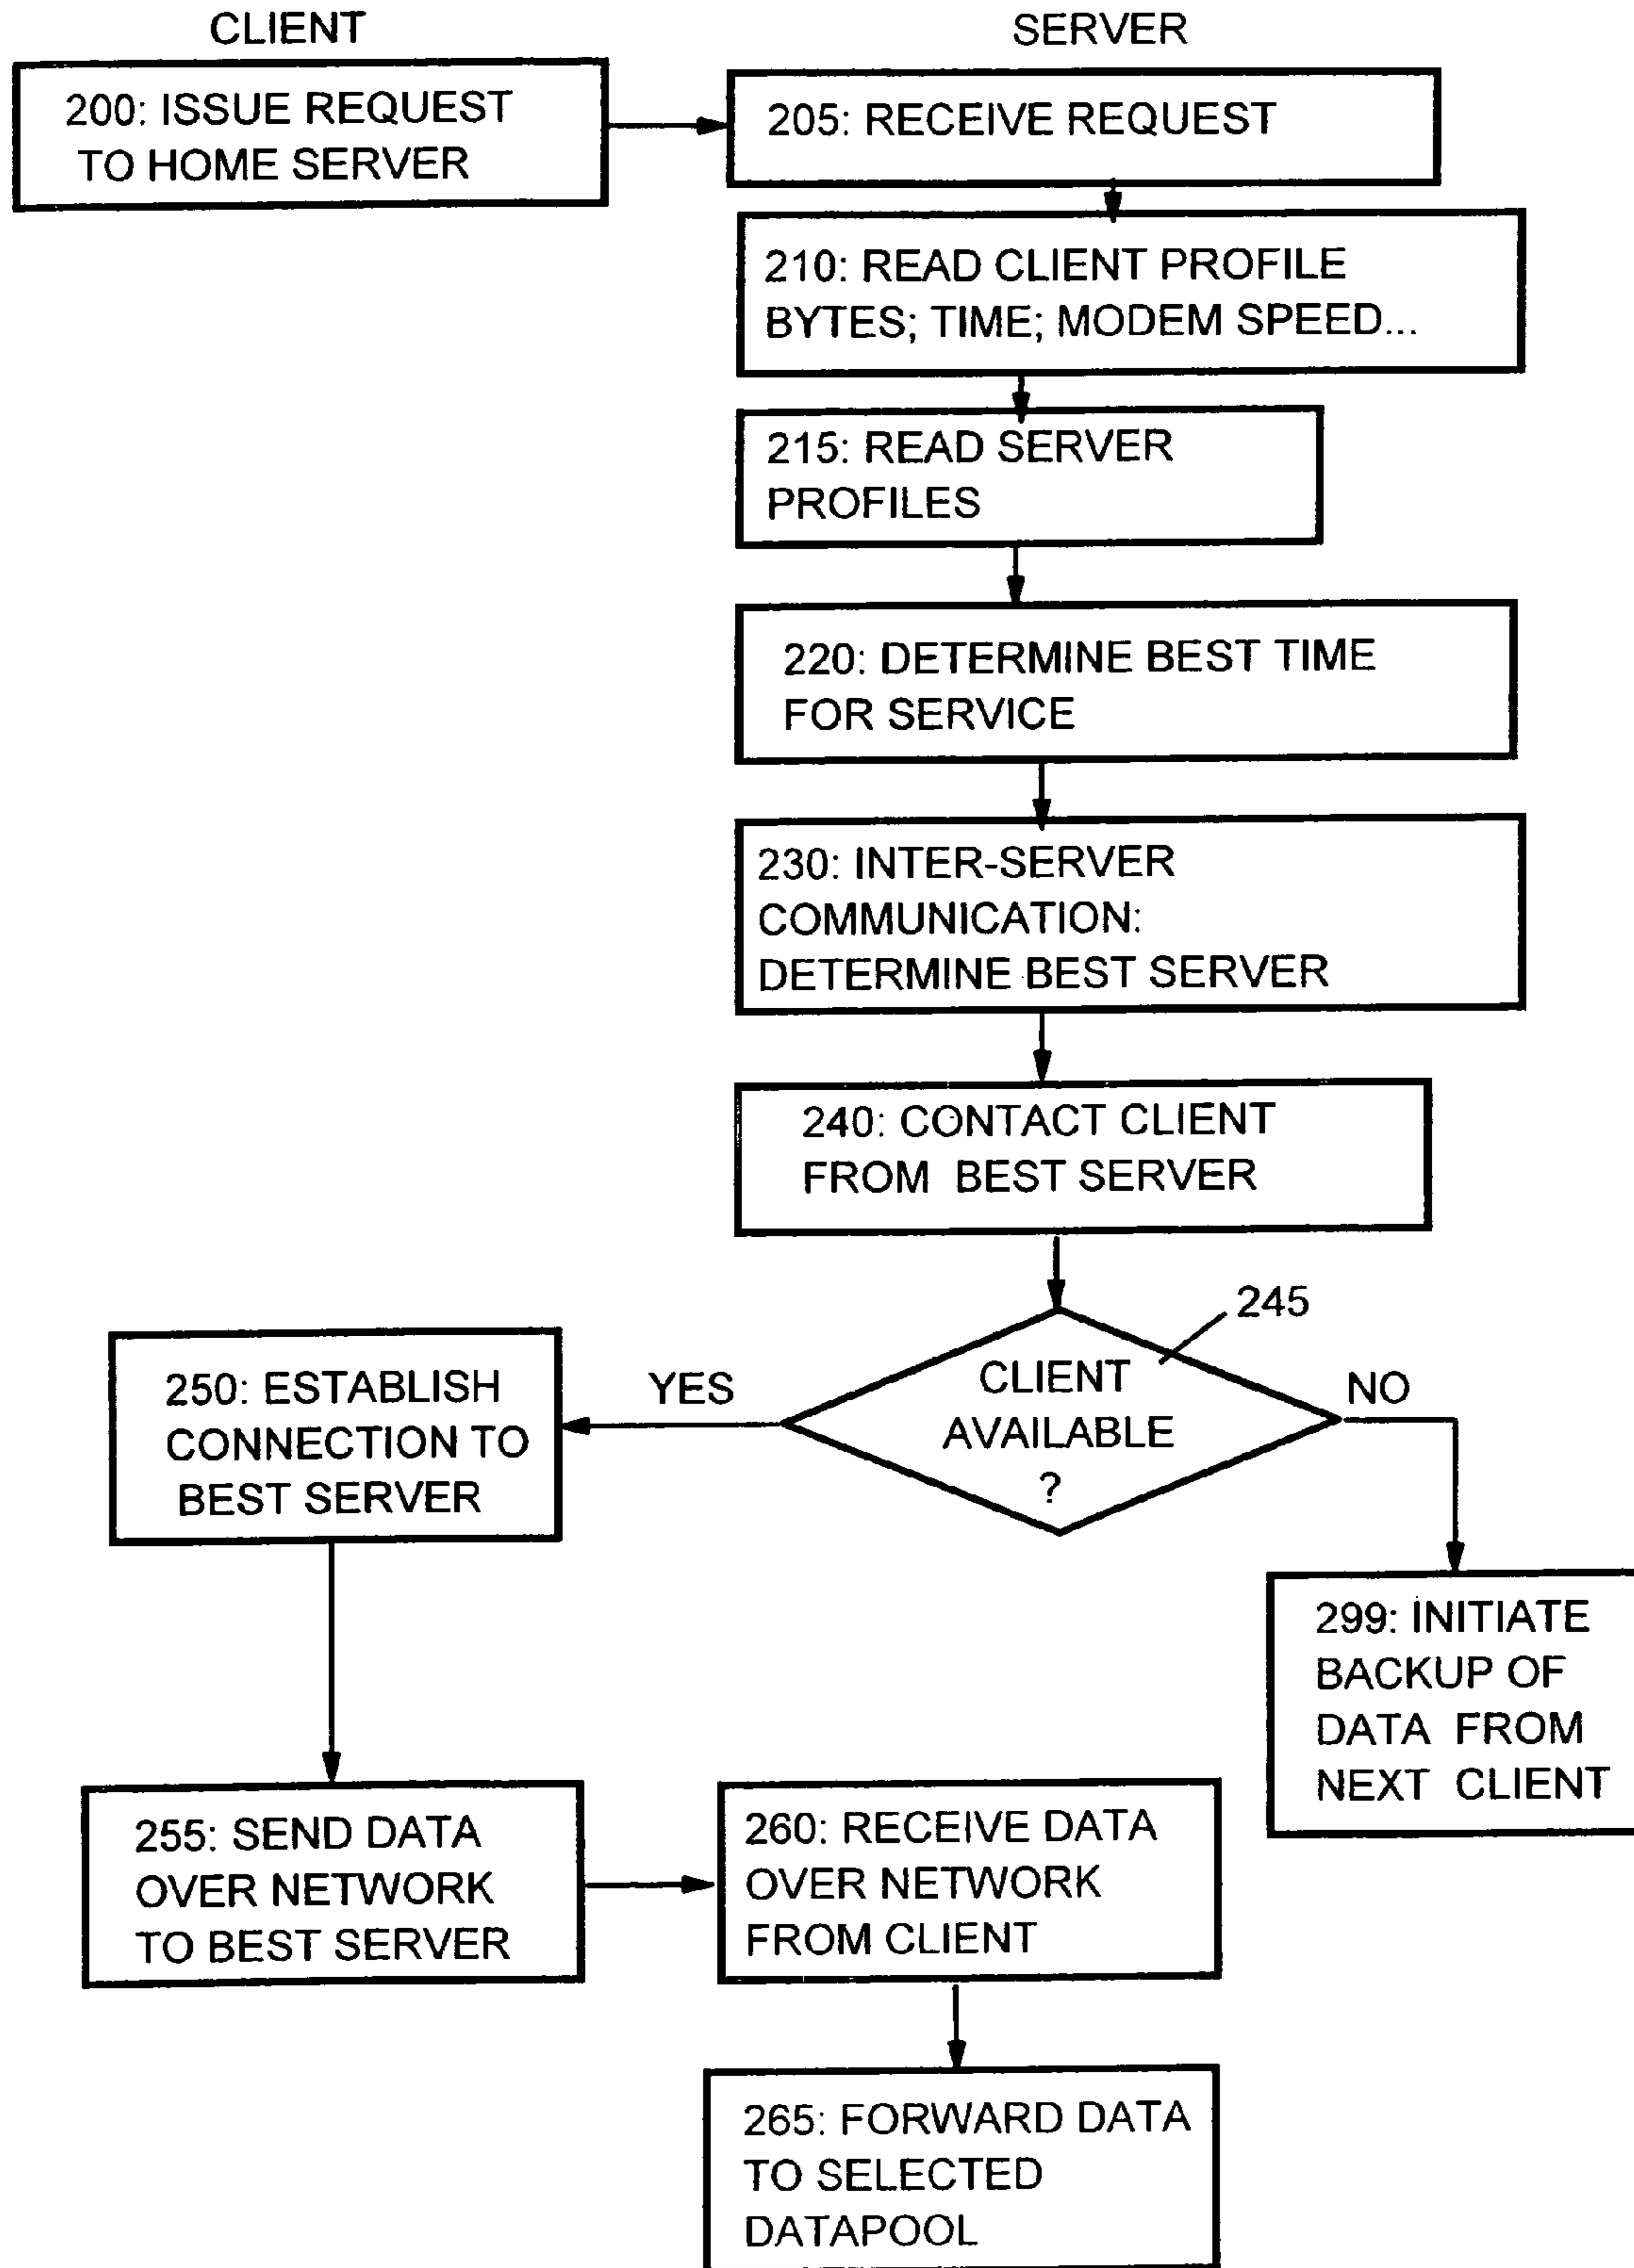 CLIENT
SERVER
200: ISSUE REQUEST
TO HOME SERVER
205: RECEIVE REQUEST
210: READ CLIENT PROFILE
BYTES; TIME; MODEM SPEED...
215: READ SERVER
PROFILES
220: DETERMINE BEST TIME
FOR SERVICE
230: INTER-SERVER
COMMUNICATION:
DETERMINE BEST SERVER
240: CONTACT CLIENT
FROM BEST SERVER
245
CLIENT
AVAILABLE
?
YES
NO
250: ESTABLISH
CONNECTION TO
BEST SERVER
299: INITIATE
BACKUP OF
DATA FROM
NEXT CLIENT
255: SEND DATA
OVER NETWORK
TO BEST SERVER
260: RECEIVE DATA
OVER NETWORK
FROM CLIENT
265: FORWARD DATA
TO SELECTED
DATAPOOL